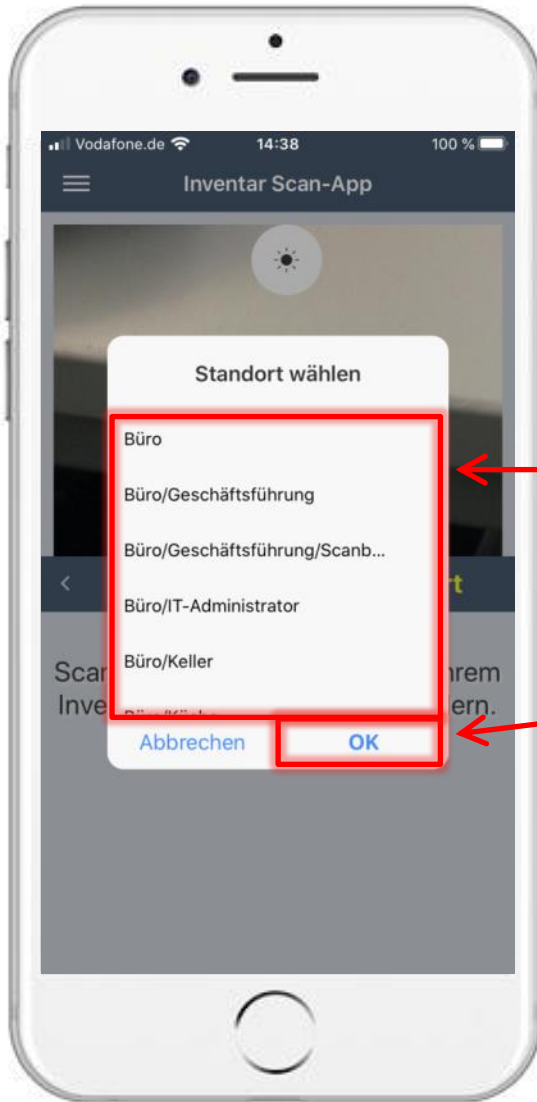 Vodafone.de 14:38 100 %
Inventar Scan-App
Standort wählen
Büro
Büro/Geschäftsführung
Büro/Geschäftsführung/Scanb...
Büro/IT-Administrator
Büro/Keller
Abbrechen OK